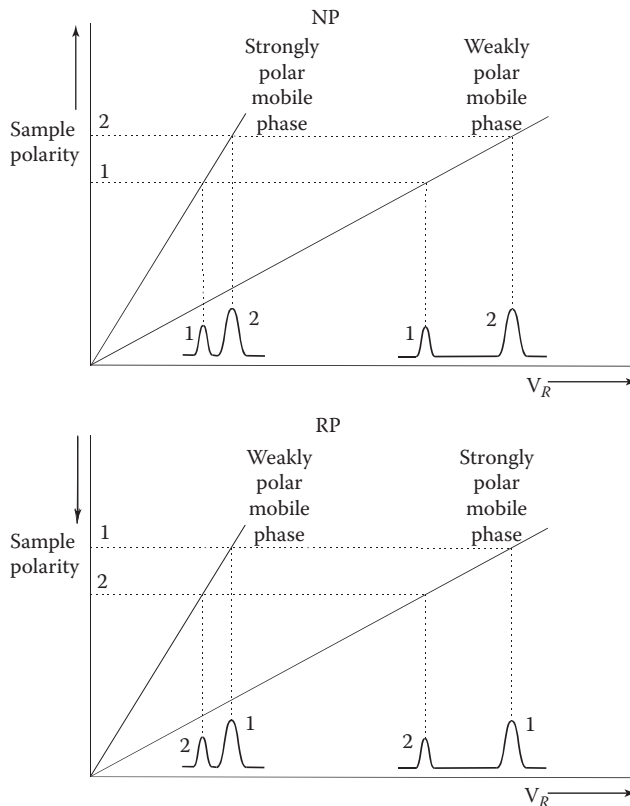 NP
Strongly
polar
mobile
phase
Weakly
polar
mobile
phase
Sample
polarity
2
1
1
2
1
2
V_R
RP
Weakly
polar
mobile
phase
Strongly
polar
mobile
phase
Sample
polarity
1
2
2
1
2
1
V_R